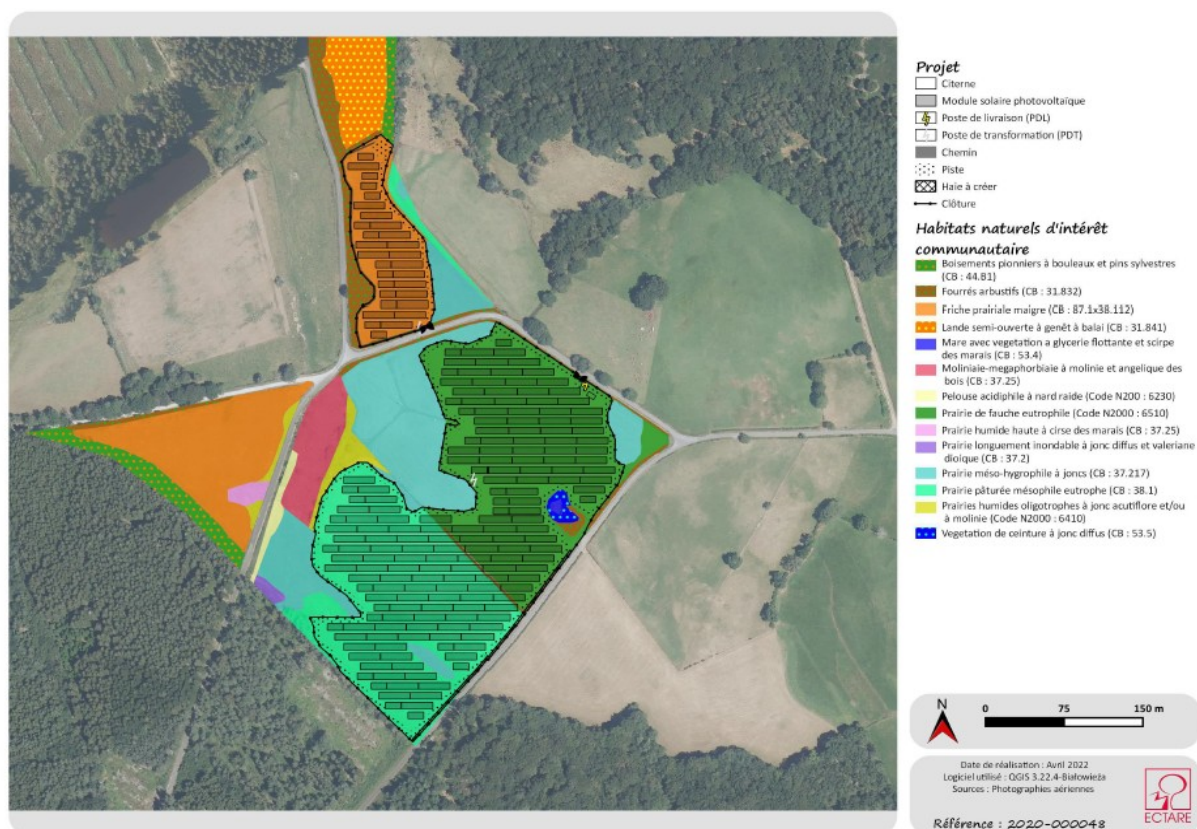 Projet
Citerne
Module solaire photovoltaïque
Poste de livraison (PDL)
Poste de transformation (PDT)
Chemin
Piste
Haie à créer
Clôture
Habitats naturels d'intérêt
communautaire
Boisements pionniers à bouleaux et pins sylvestres
(CB : 44.B1)
Fourrés arbustifs (CB : 31.832)
Friche prairiale maigre (CB : 87.1x38.112)
Lande semi-ouverte à genêt à balai (CB : 31.841)
Mare avec vegetation a glycerie flottante et scirpe
des marais (CB : 53.4)
Moliniaie-megaphorbiaie à molinie et angelique des
bois (CB : 37.25)
Pelouse acidiphile à nard raide (Code N200 : 6230)
Prairie de fauche eutrophile (Code N2000 : 6510)
Prairie humide haute à cirse des marais (CB : 37.25)
Prairie longuement inondable à jonc diffus et valeriane
dioique (CB : 37.2)
Prairie méso-hygrophile à joncs (CB : 37.217)
Prairie pâturée mésophile eutrophe (CB : 38.1)
Prairies humides oligotrophes à jonc acutiflore et/ou
à molinie (Code N2000 : 6410)
Vegetation de ceinture à jonc diffus (CB : 53.5)
N
0 75 150 m
Date de réalisation : Avril 2022
Logiciel utilisé : QGIS 3.22.4-Białowieża
Sources : Photographies aériennes
Référence : 2020-000048
ECTARE